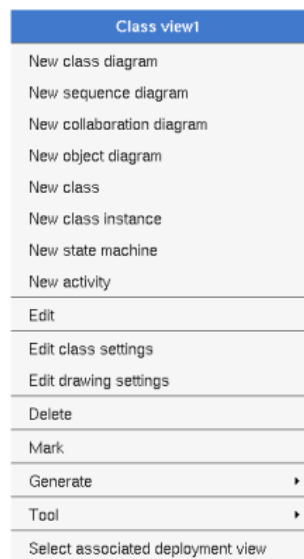 Class view1
New class diagram
New sequence diagram
New collaboration diagram
New object diagram
New class
New class instance
New state machine
New activity
Edit
Edit class settings
Edit drawing settings
Delete
Mark
Generate
Tool
Select associated deployment view